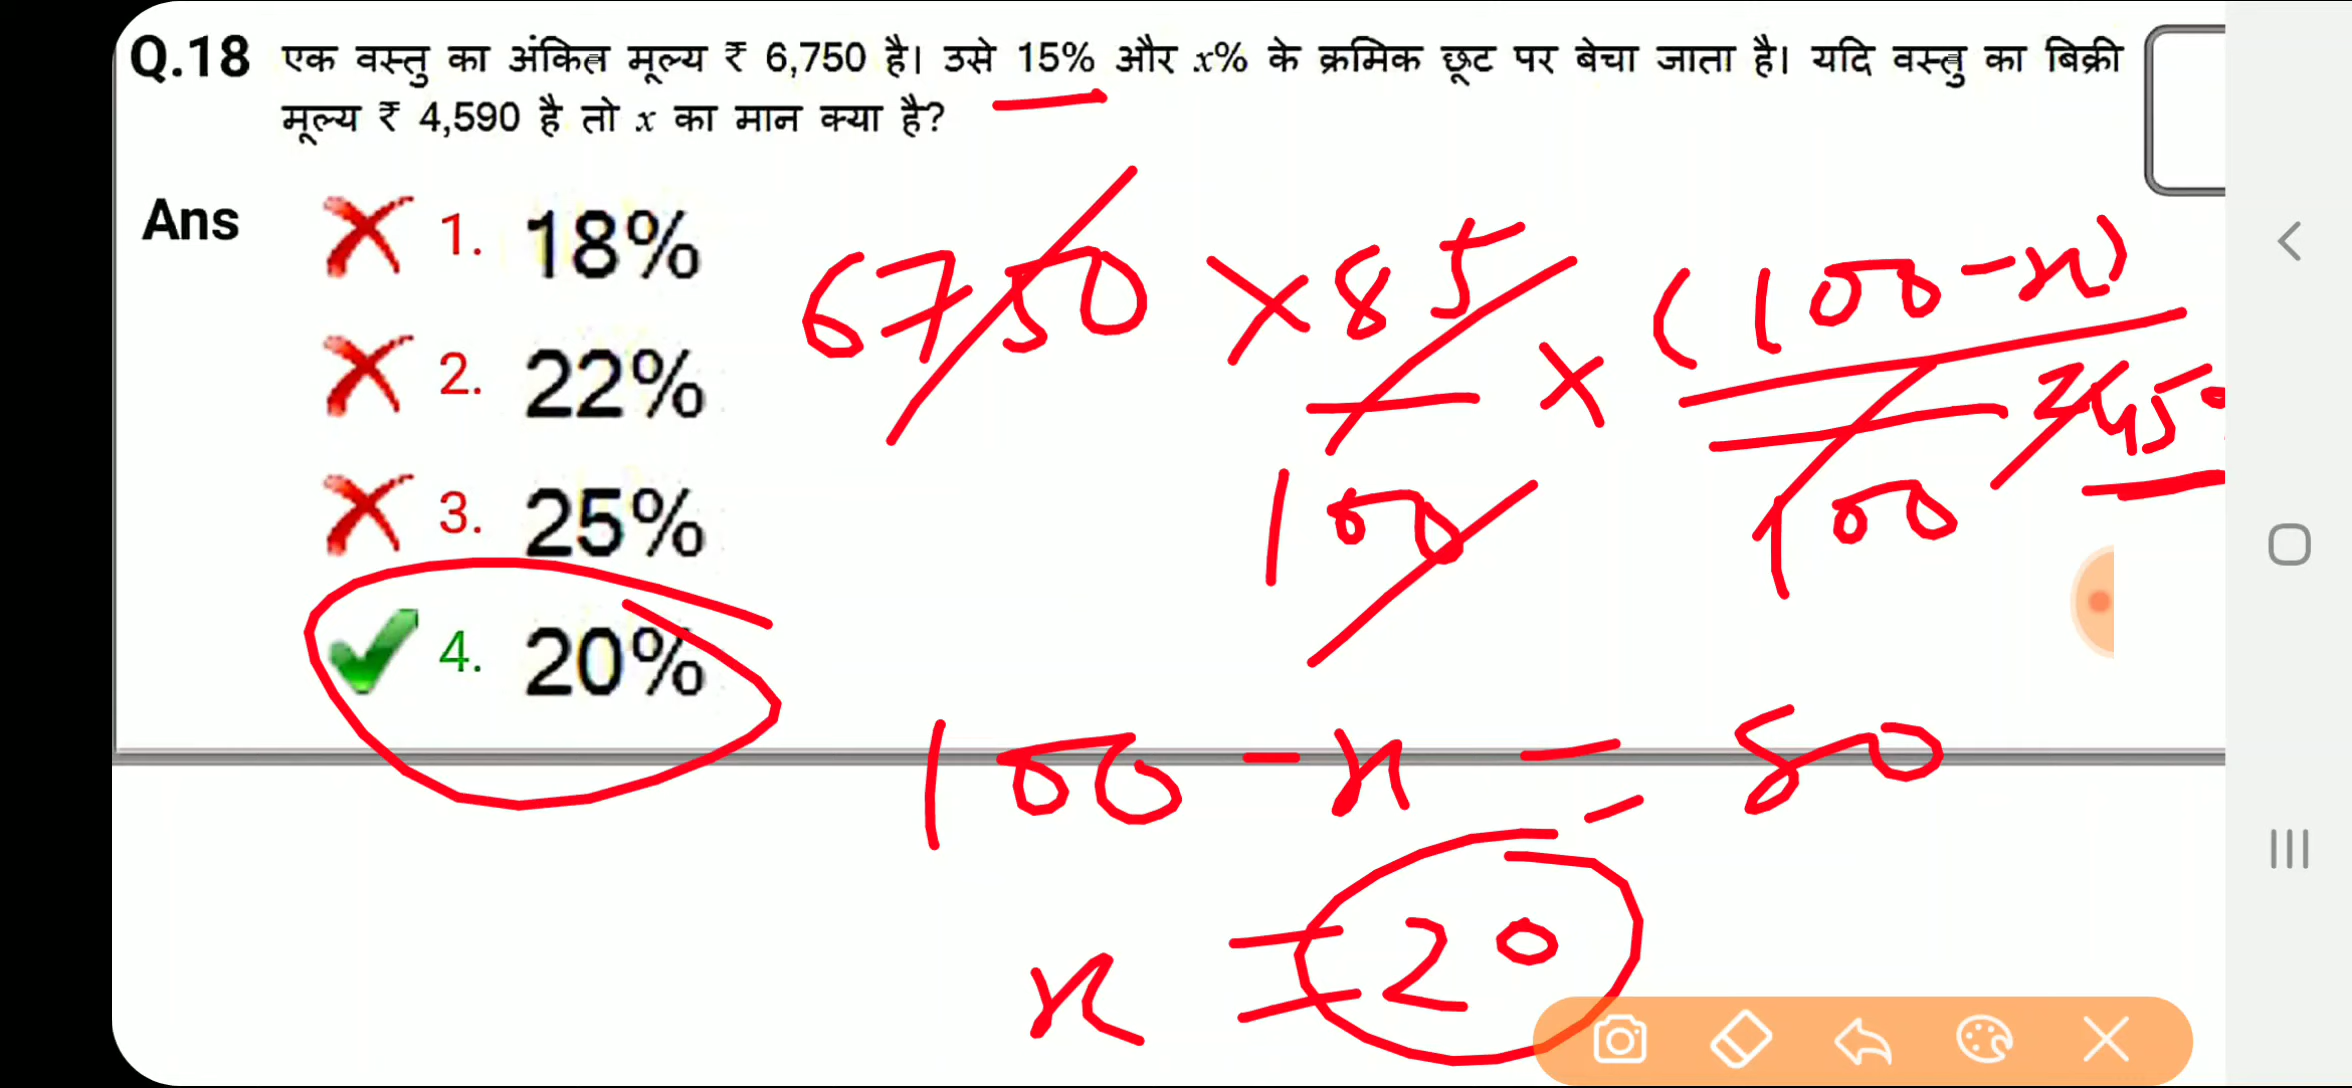 Q.18 एक वस्तु का अंकित मूल्य ₹ 6,750 है। उसे 15% और x% के क्रमिक छूट पर बेचा जाता है। यदि वस्तु का बिक्री
मूल्य ₹ 4,590 है तो x का मान क्या है?
Ans 1. 18%
2. 22%
3. 25%
4. 20%
6750 × 85 × (100-x)
100 100
100 - x = 80
x = 20